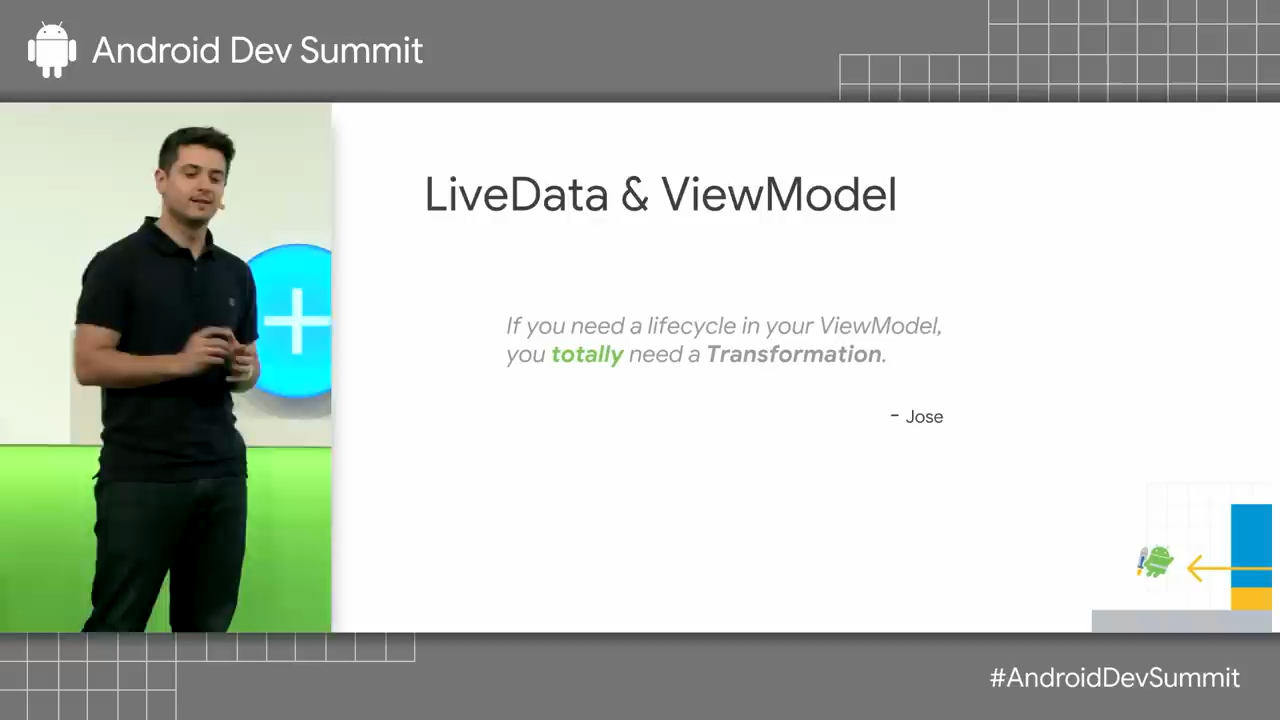 Android Dev Summit
LiveData & ViewModel
If you need a lifecycle in your ViewModel,
you totally need a Transformation.
- Jose
#AndroidDevSummit